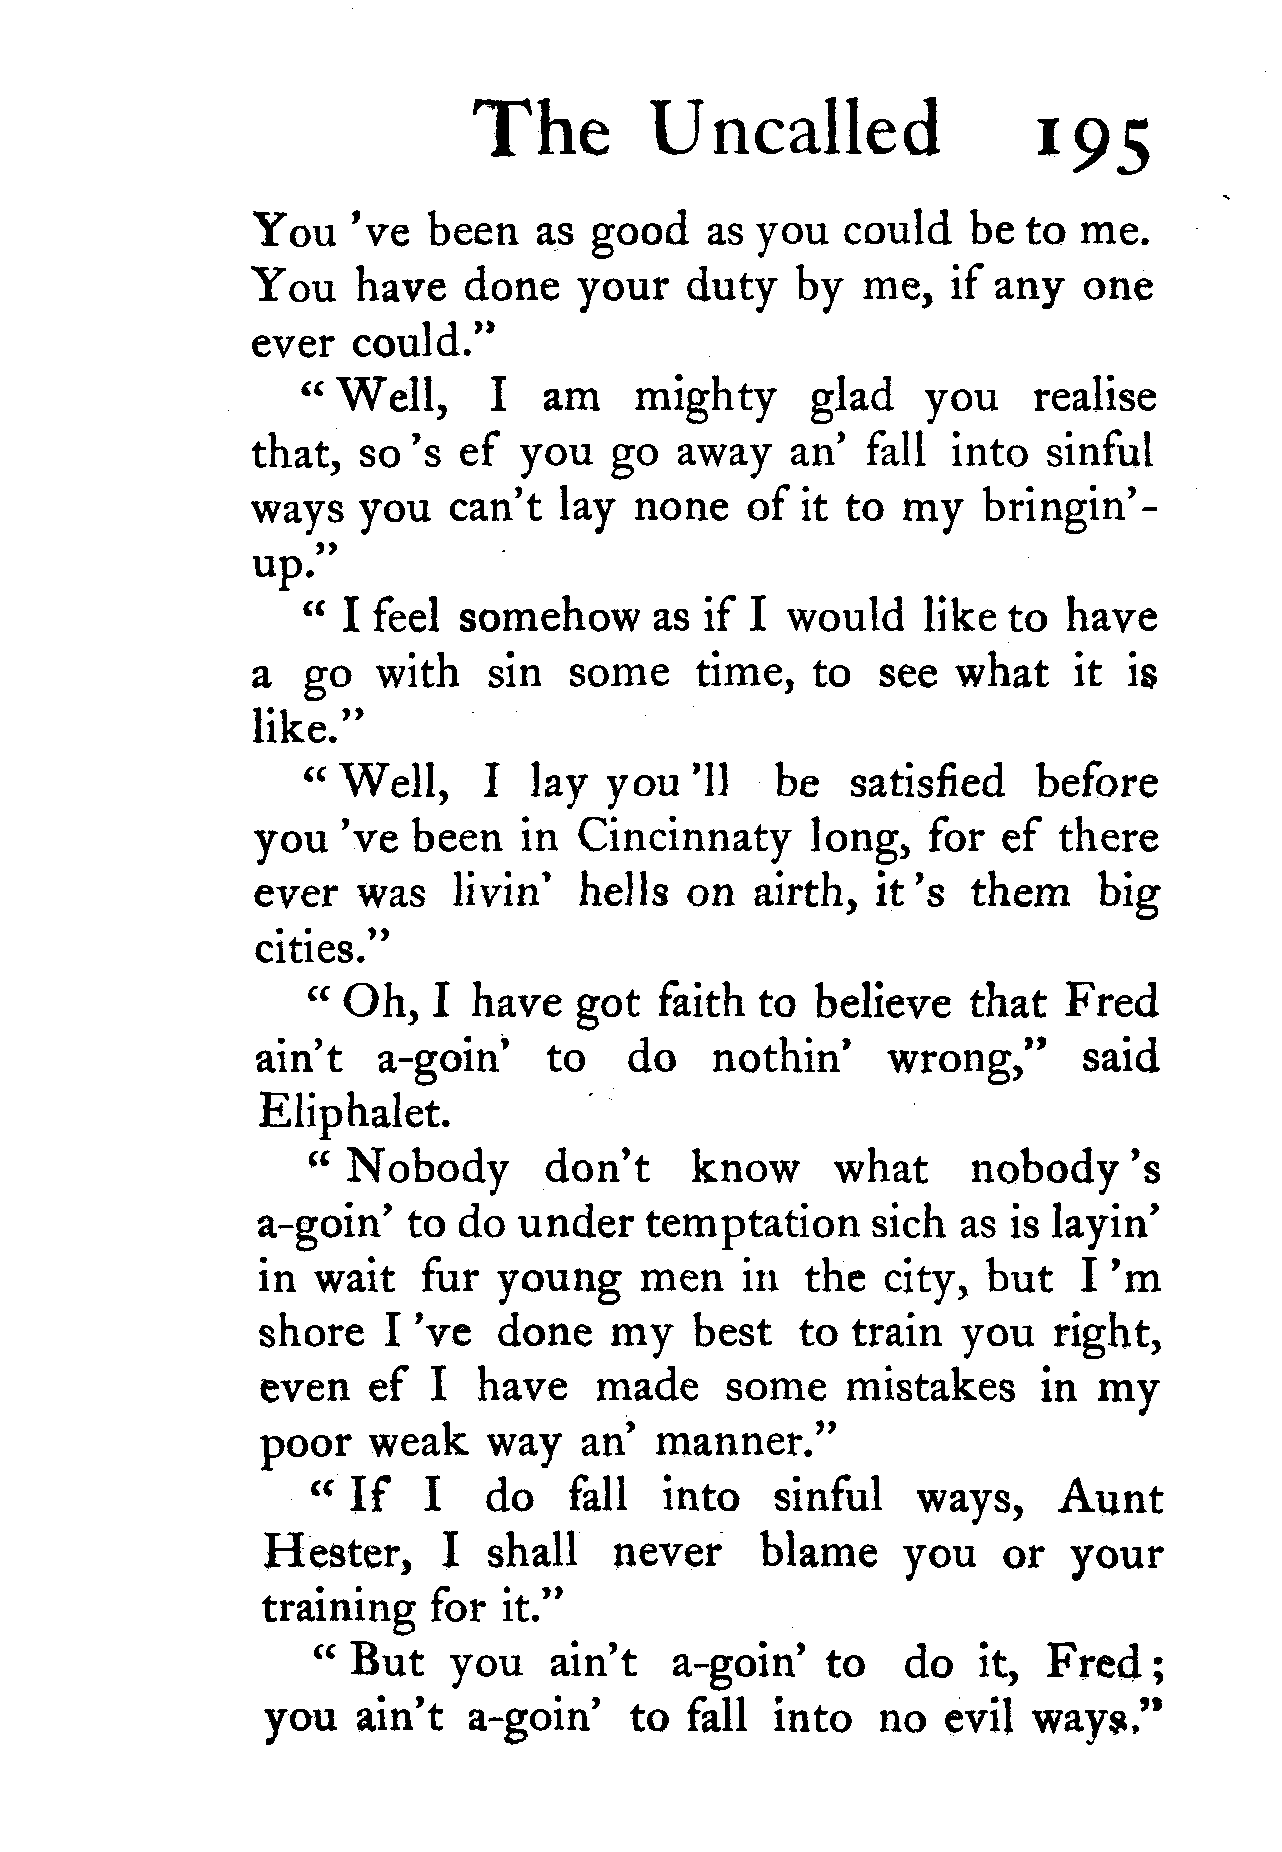 The Uncalled 195
You 've been as good as you could be to me.
You have done your duty by me, if any one
ever could."
" Well, I am mighty glad you realise
that, so 's ef you go away an' fall into sinful
ways you can't lay none of it to my bringin'-
up."
" I feel somehow as if I would like to have
a go with sin some time, to see what it is
like."
" Well, I lay you 'll be satisfied before
you 've been in Cincinnaty long, for ef there
ever was livin' hells on airth, it 's them big
cities."
" Oh, I have got faith to believe that Fred
ain't a-goin' to do nothin' wrong," said
Eliphalet.
" Nobody don't know what nobody 's
a-goin' to do under temptation sich as is layin'
in wait fur young men in the city, but I 'm
shore I 've done my best to train you right,
even ef I have made some mistakes in my
poor weak way an' manner."
" If I do fall into sinful ways, Aunt
Hester, I shall never blame you or your
training for it."
" But you ain't a-goin' to do it, Fred ;
you ain't a-goin' to fall into no evil ways."